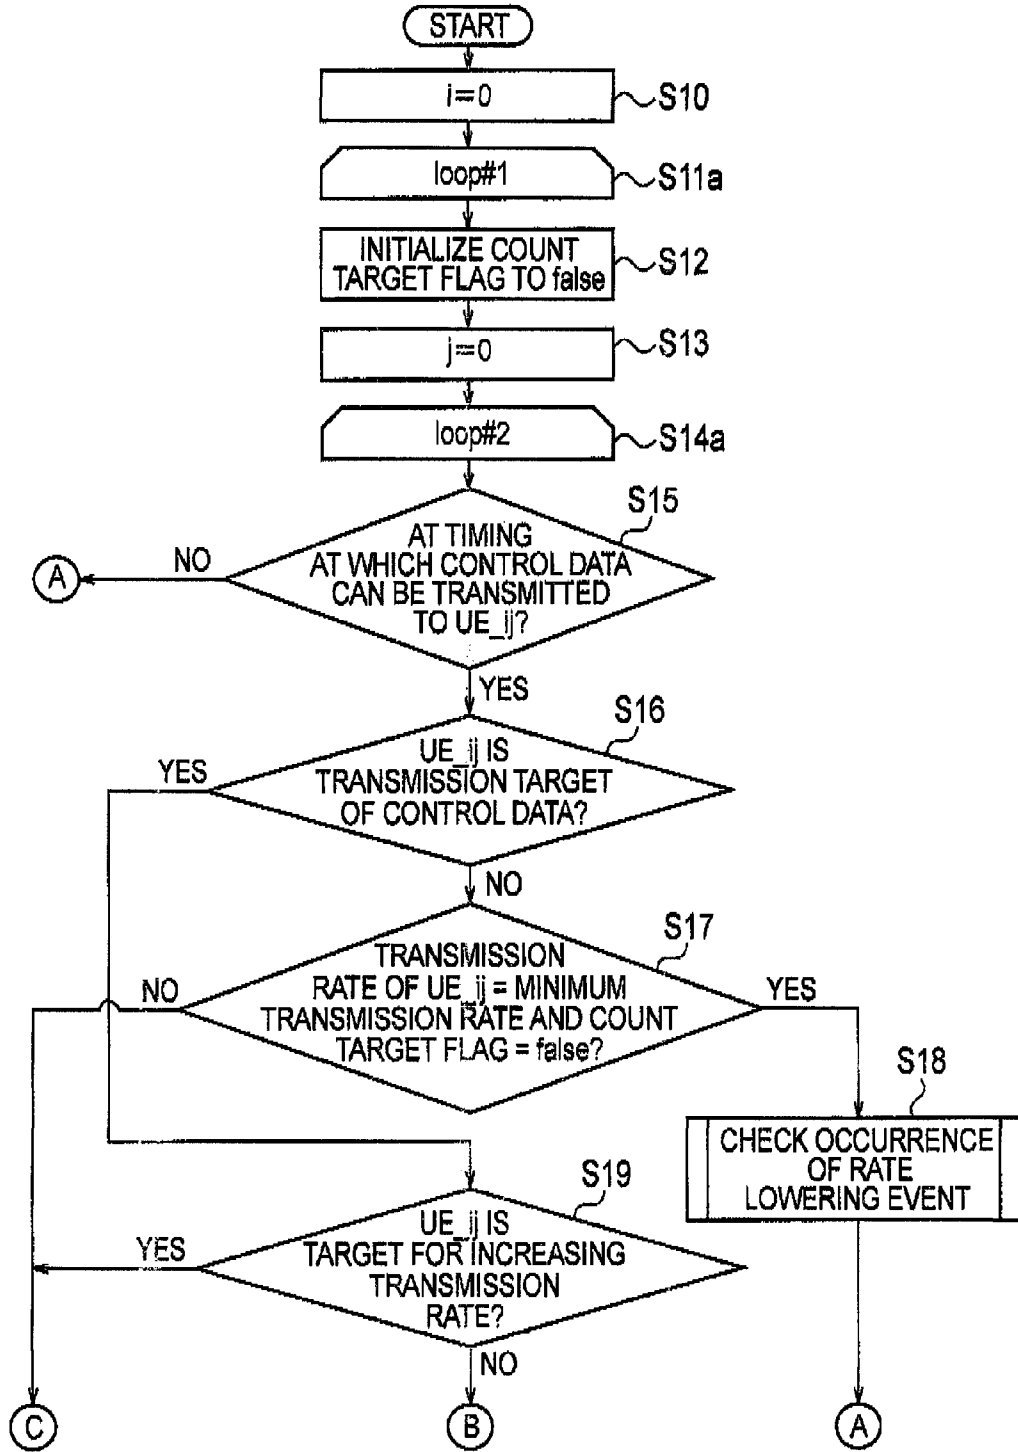 START
i=0
S10
loop#1
S11a
INITIALIZE COUNT
TARGET FLAG TO false
S12
j=0
S13
loop#2
S14a
S15
AT TIMING
AT WHICH CONTROL DATA
CAN BE TRANSMITTED
TO UE_ij?
NO
A
YES
S16
UE_ij IS
TRANSMISSION TARGET
OF CONTROL DATA?
YES
NO
S17
TRANSMISSION
RATE OF UE_ij = MINIMUM
TRANSMISSION RATE AND COUNT
TARGET FLAG = false?
NO
YES
S18
CHECK OCCURRENCE
OF RATE
LOWERING EVENT
S19
UE_ij IS
TARGET FOR INCREASING
TRANSMISSION
RATE?
YES
NO
C
B
A